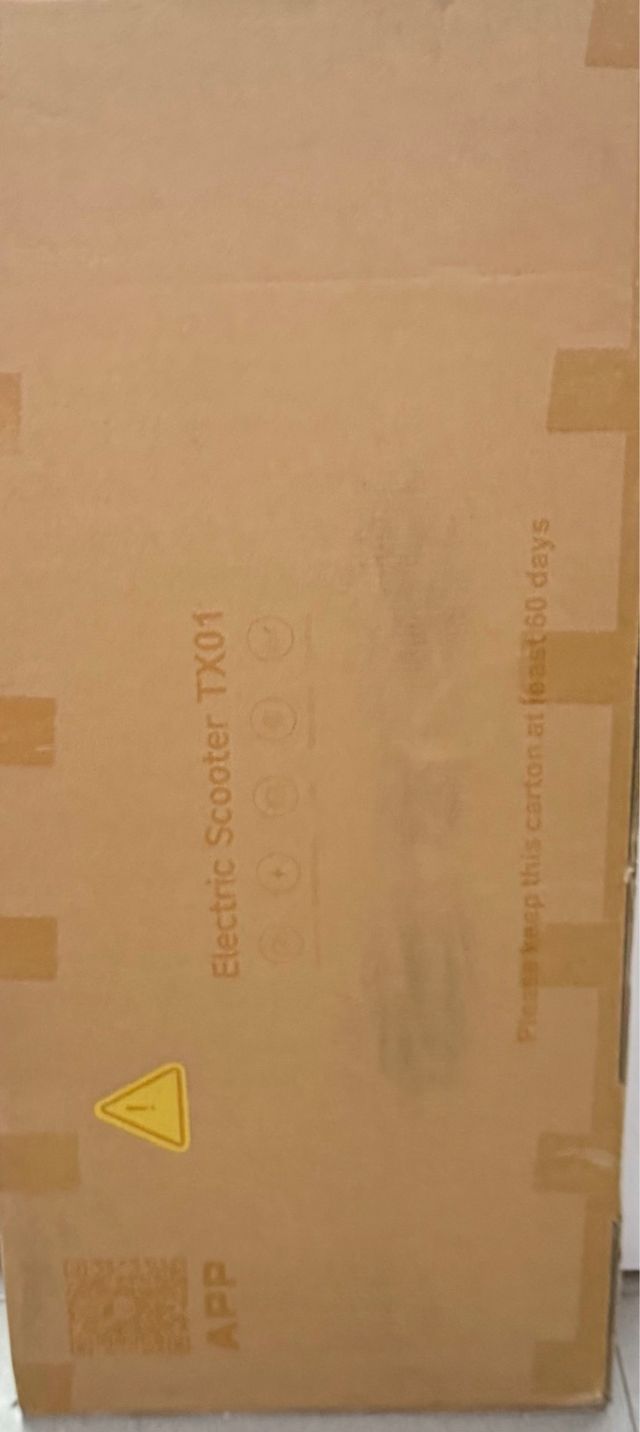 Electric Scooter TX01
Please keep this carton at least 60 days
APP